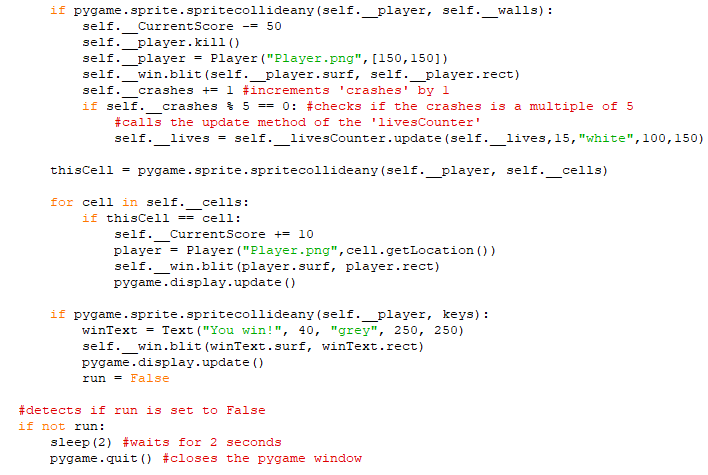 if pygame.sprite.spritecollideany(self.__player, self.__walls):
self.__CurrentScore -= 50
self.__player.kill()
self.__player = Player("Player.png",[150,150])
self.__win.blit(self.__player.surf, self.__player.rect)
self.__crashes += 1 #increments 'crashes' by 1
if self.__crashes % 5 == 0: #checks if the crashes is a multiple of 5
#calls the update method of the 'livesCounter'
self.__lives = self.__livesCounter.update(self.__lives,15,"white",100,150)
thisCell = pygame.sprite.spritecollideany(self.__player, self.__cells)
for cell in self.__cells:
if thisCell == cell:
self.__CurrentScore += 10
player = Player("Player.png",cell.getLocation())
self.__win.blit(player.surf, player.rect)
pygame.display.update()
if pygame.sprite.spritecollideany(self.__player, keys):
winText = Text("You win!", 40, "grey", 250, 250)
self.__win.blit(winText.surf, winText.rect)
pygame.display.update()
run = False
#detects if run is set to False
if not run:
sleep(2) #waits for 2 seconds
pygame.quit() #closes the pygame window